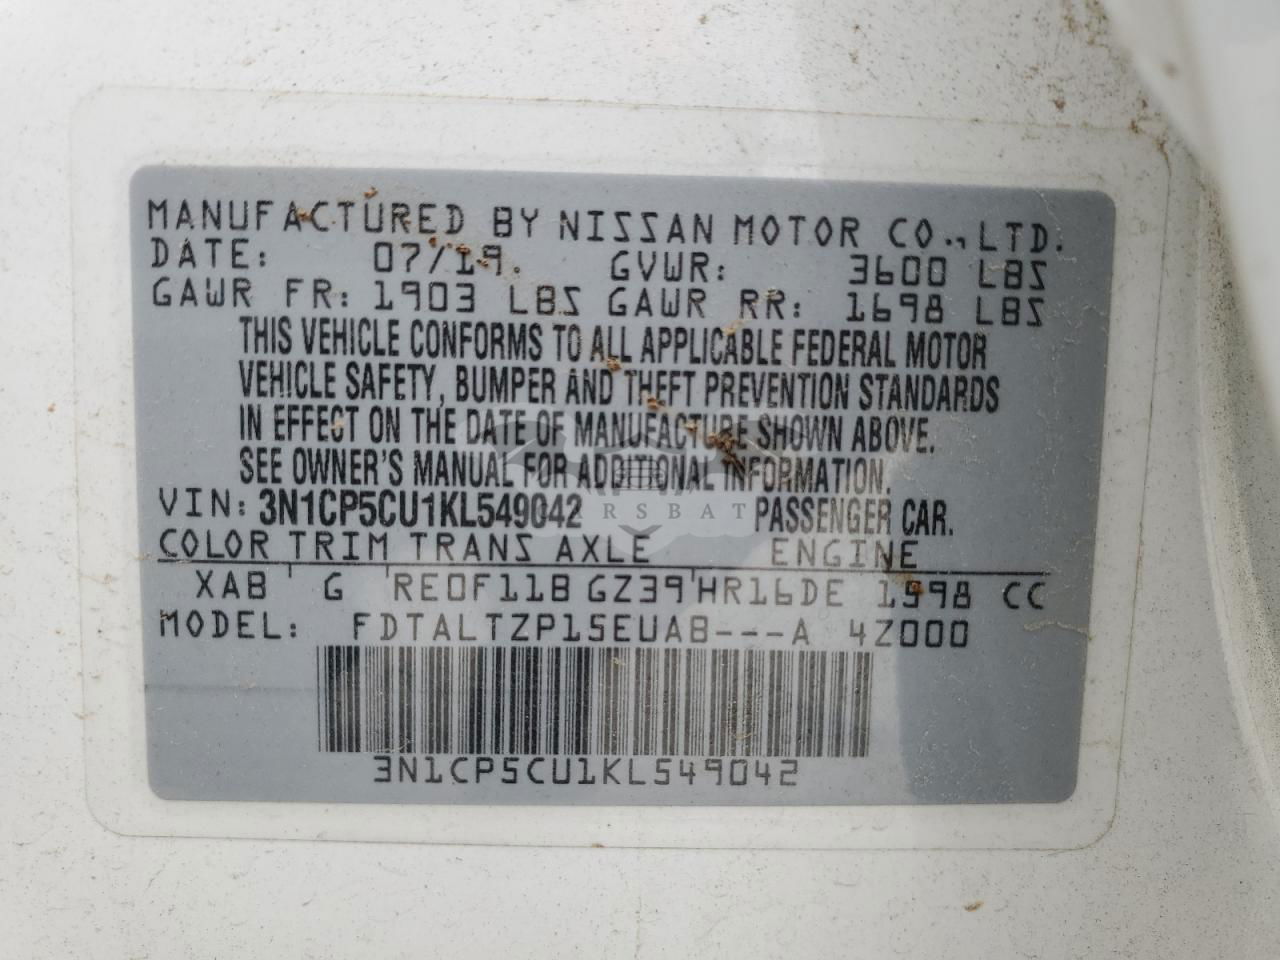 MANUFACTURED BY NISSAN MOTOR CO., LTD.
DATE: 07/19. GVWR: 3600 LBS
GAWR FR: 1903 LBS GAWR RR: 1698 LBS
THIS VEHICLE CONFORMS TO ALL APPLICABLE FEDERAL MOTOR
VEHICLE SAFETY, BUMPER AND THEFT PREVENTION STANDARDS
IN EFFECT ON THE DATE OF MANUFACTURE SHOWN ABOVE.
SEE OWNER'S MANUAL FOR ADDITIONAL INFORMATION.
VIN: 3N1CP5CU1KL549042 PASSENGER CAR.
COLOR TRIM TRANS AXLE ENGINE
XAB G RE0F11B GZ39 HR16DE 1598 CC
MODEL: FDTALTZP15EUAB---A 4Z000
3N1CP5CU1KL549042